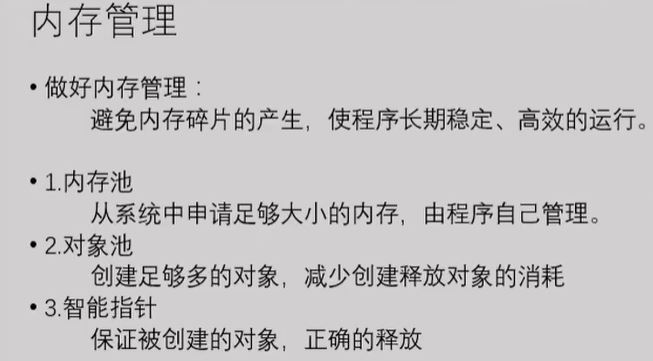 内存管理
• 做好内存管理：
避免内存碎片的产生，使程序长期稳定、高效的运行。
• 1.内存池
从系统中申请足够大小的内存，由程序自己管理。
• 2.对象池
创建足够多的对象，减少创建释放对象的消耗
• 3.智能指针
保证被创建的对象，正确的释放